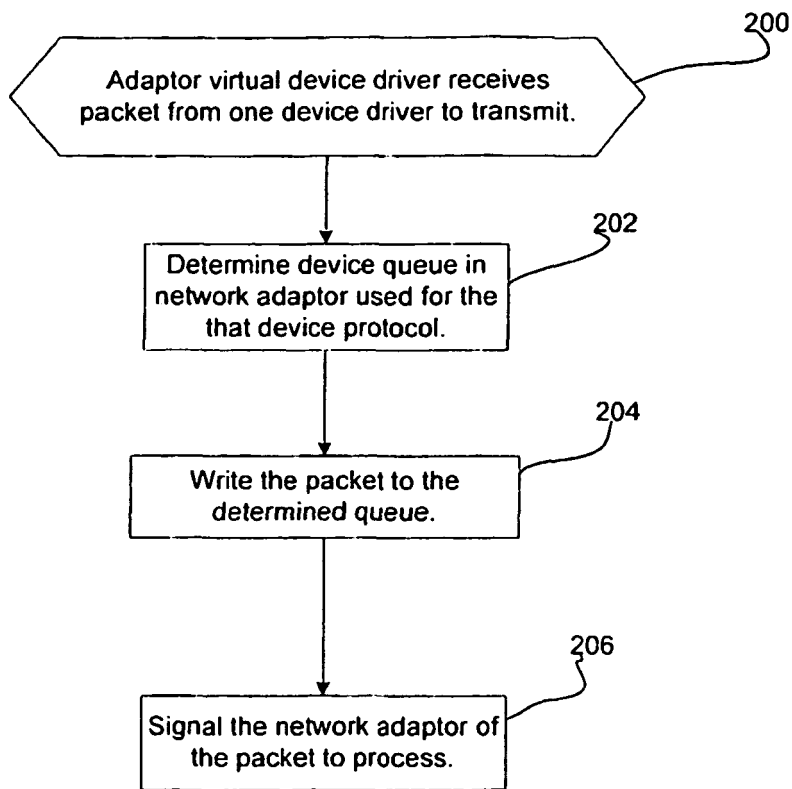 200
Adaptor virtual device driver receives
packet from one device driver to transmit.
202
Determine device queue in
network adaptor used for the
that device protocol.
204
Write the packet to the
determined queue.
206
Signal the network adaptor of
the packet to process.